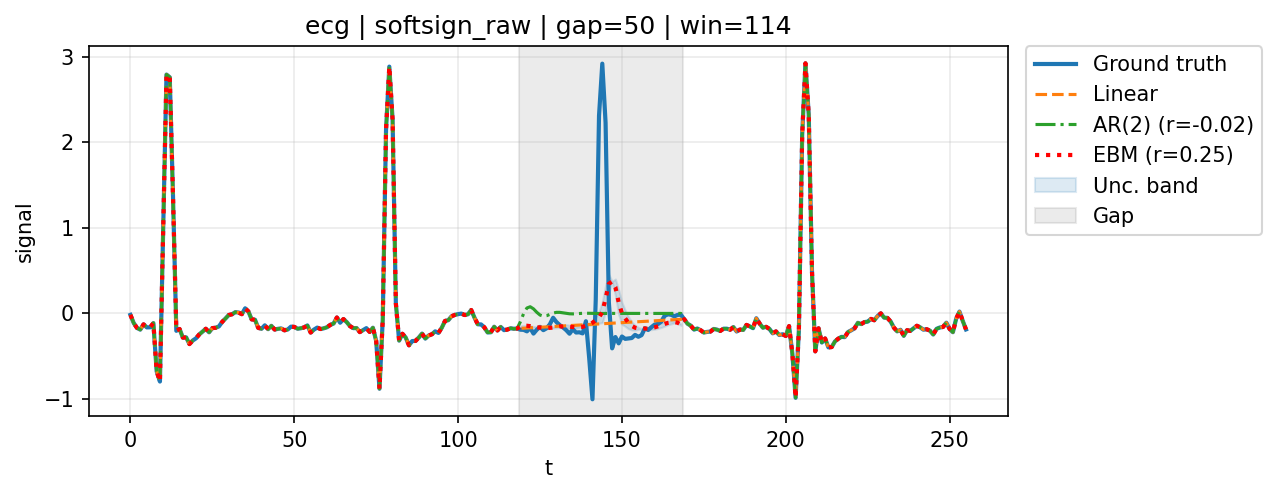 ecg | softsign_raw | gap=50 | win=114
3
2
1
0
−1
signal
0
50
100
150
200
250
t
Ground truth
Linear
AR(2) (r=-0.02)
EBM (r=0.25)
Unc. band
Gap